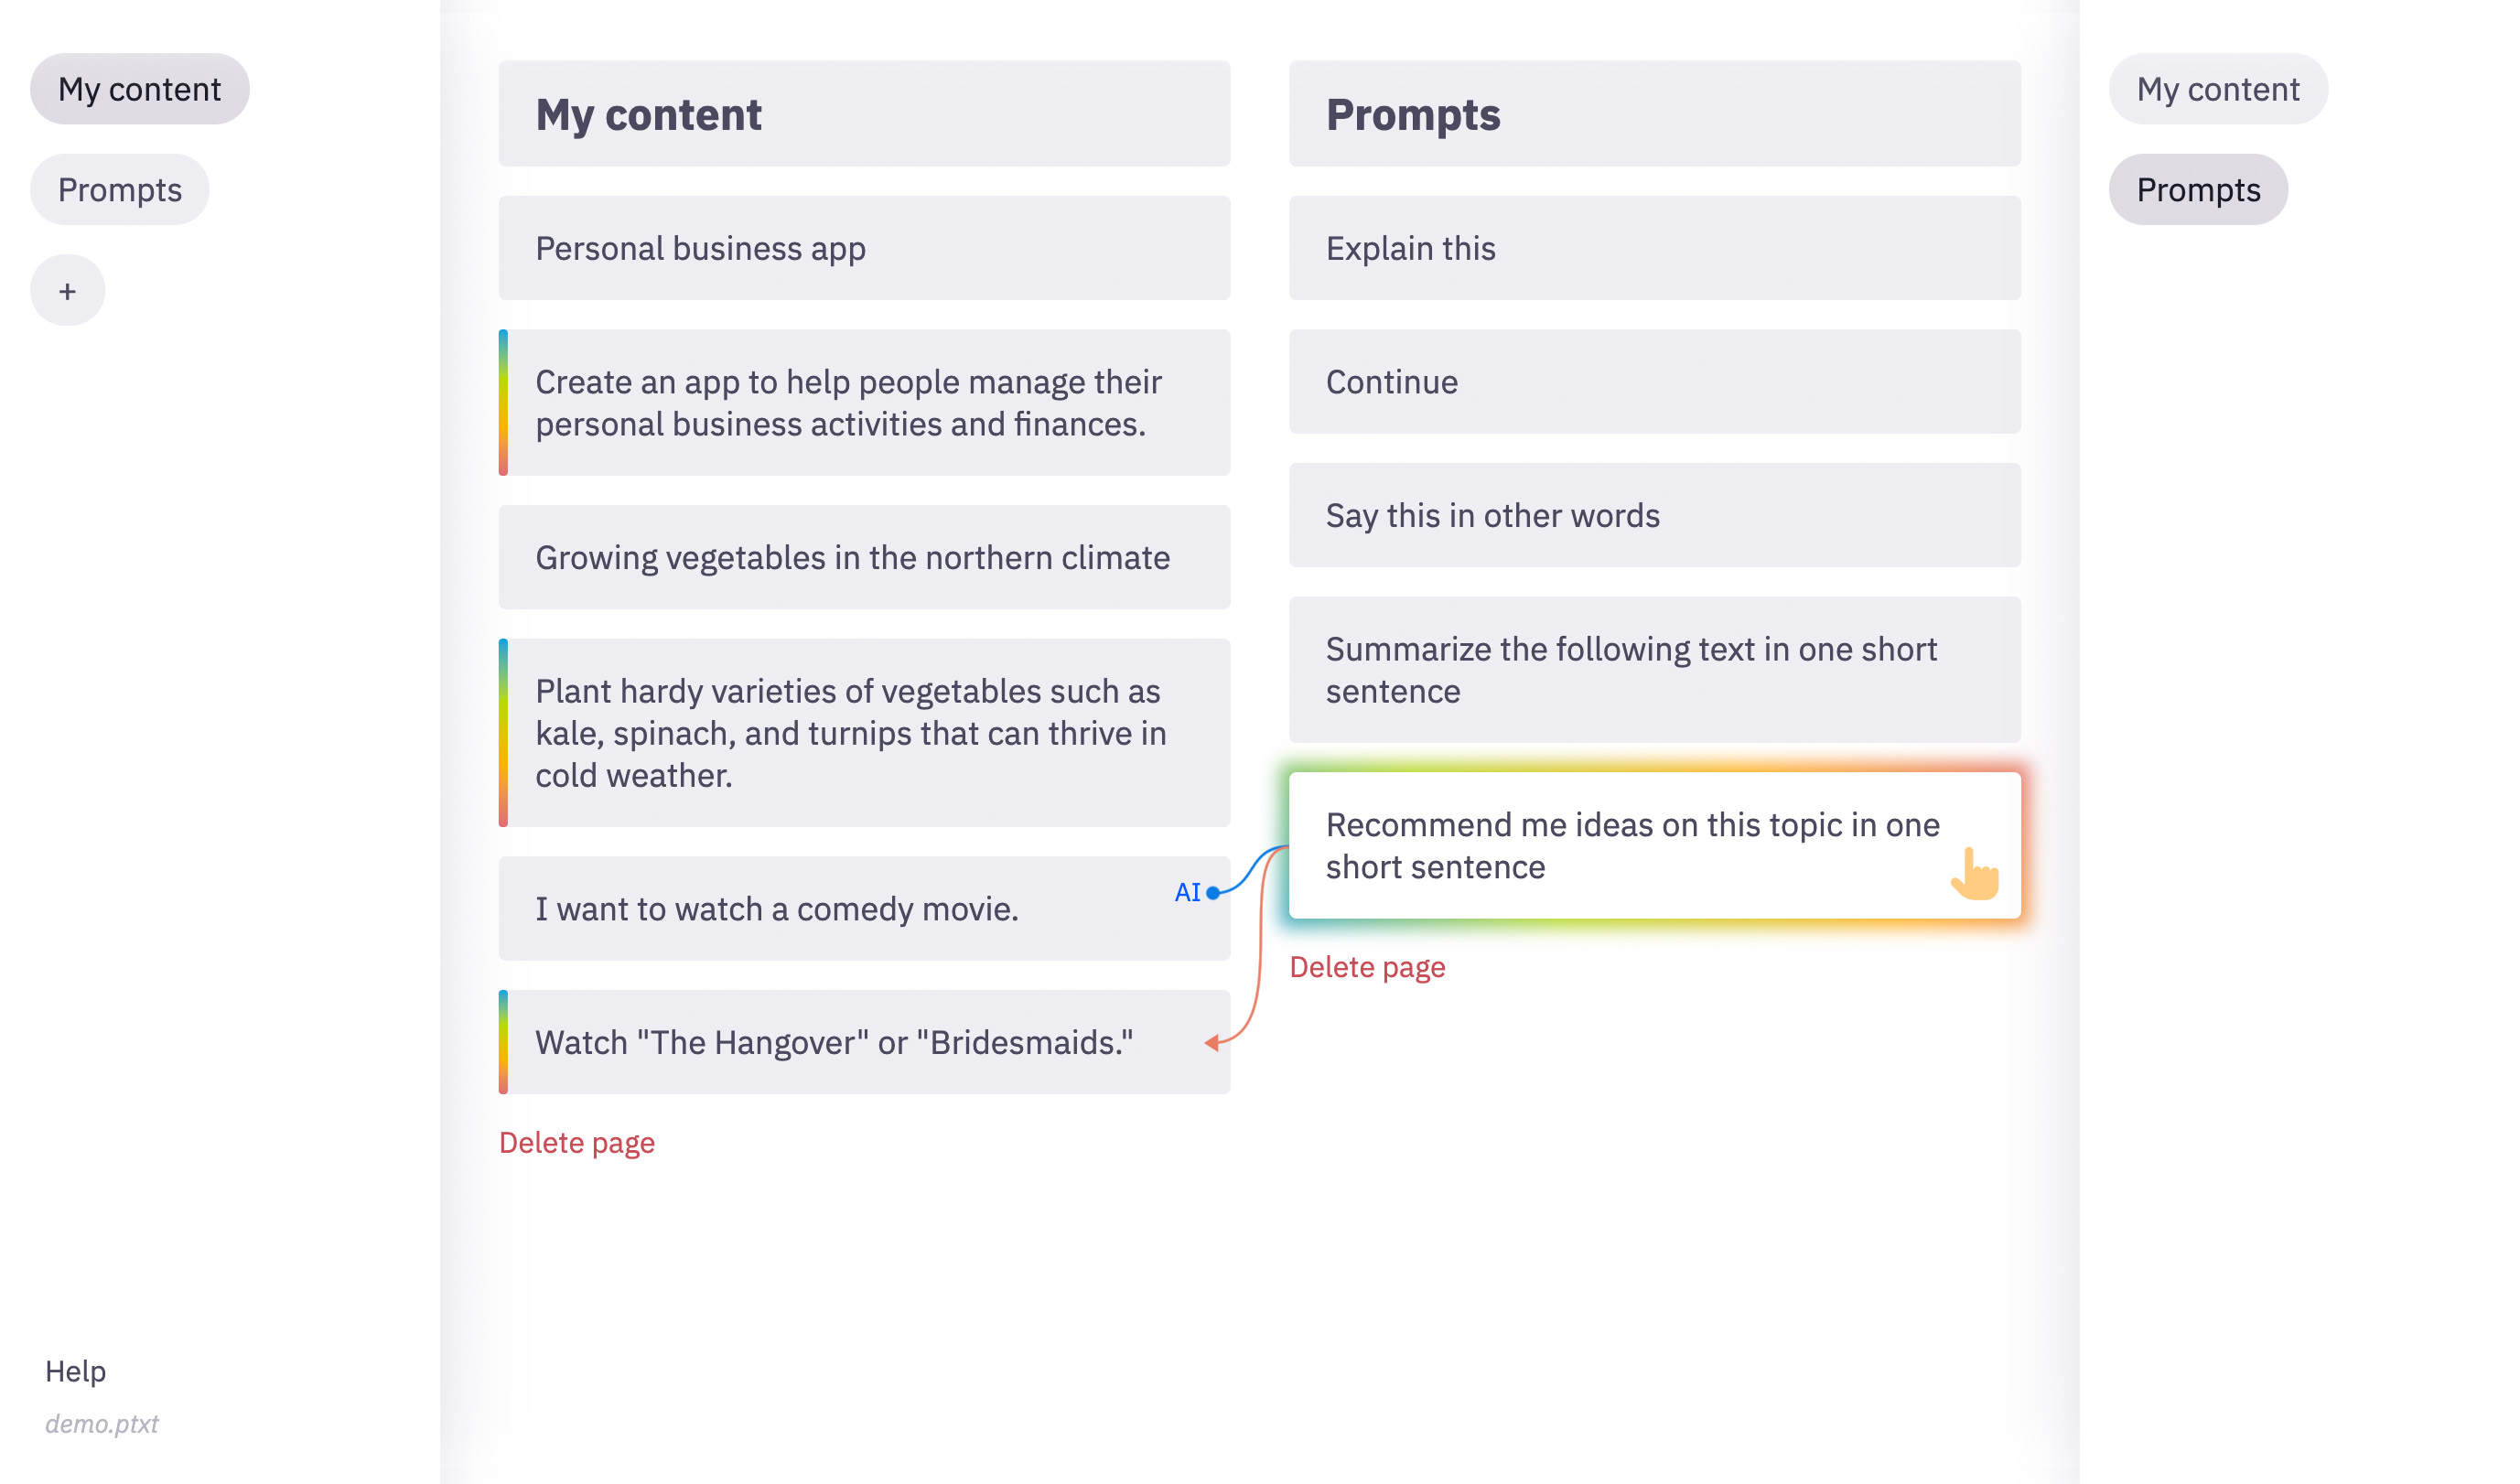 My content
Prompts
+
Help
demo.ptxt
My content
Personal business app
Create an app to help people manage their
personal business activities and finances.
Growing vegetables in the northern climate
Plant hardy varieties of vegetables such as
kale, spinach, and turnips that can thrive in
cold weather.
I want to watch a comedy movie.
AI
Watch "The Hangover" or "Bridesmaids."
Delete page
Prompts
Explain this
Continue
Say this in other words
Summarize the following text in one short
sentence
Recommend me ideas on this topic in one
short sentence
Delete page
My content
Prompts